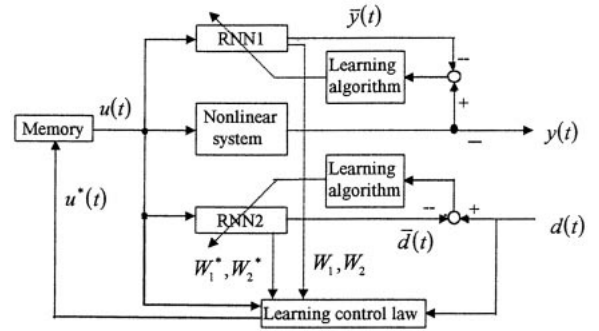 ȳ(t)
RNN1
Learning
algorithm
--
+
u(t)
Memory
Nonlinear
system
–
y(t)
u*(t)
Learning
algorithm
RNN2
--
+
d̄(t)
d(t)
W₁*, W₂*
W₁, W₂
Learning control law